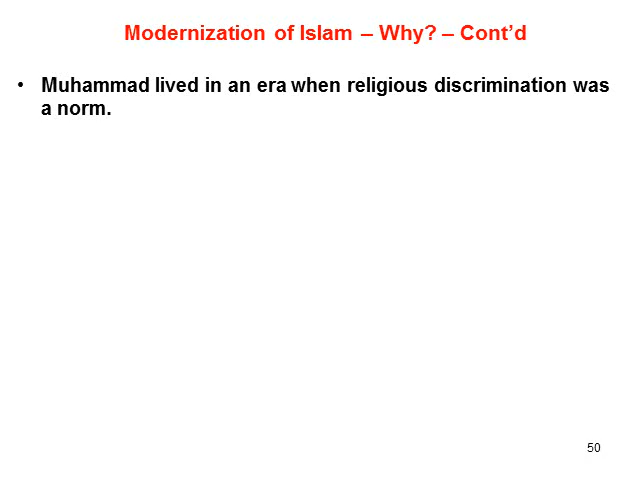 Modernization of Islam – Why? – Cont’d
• Muhammad lived in an era when religious discrimination was
a norm.
50